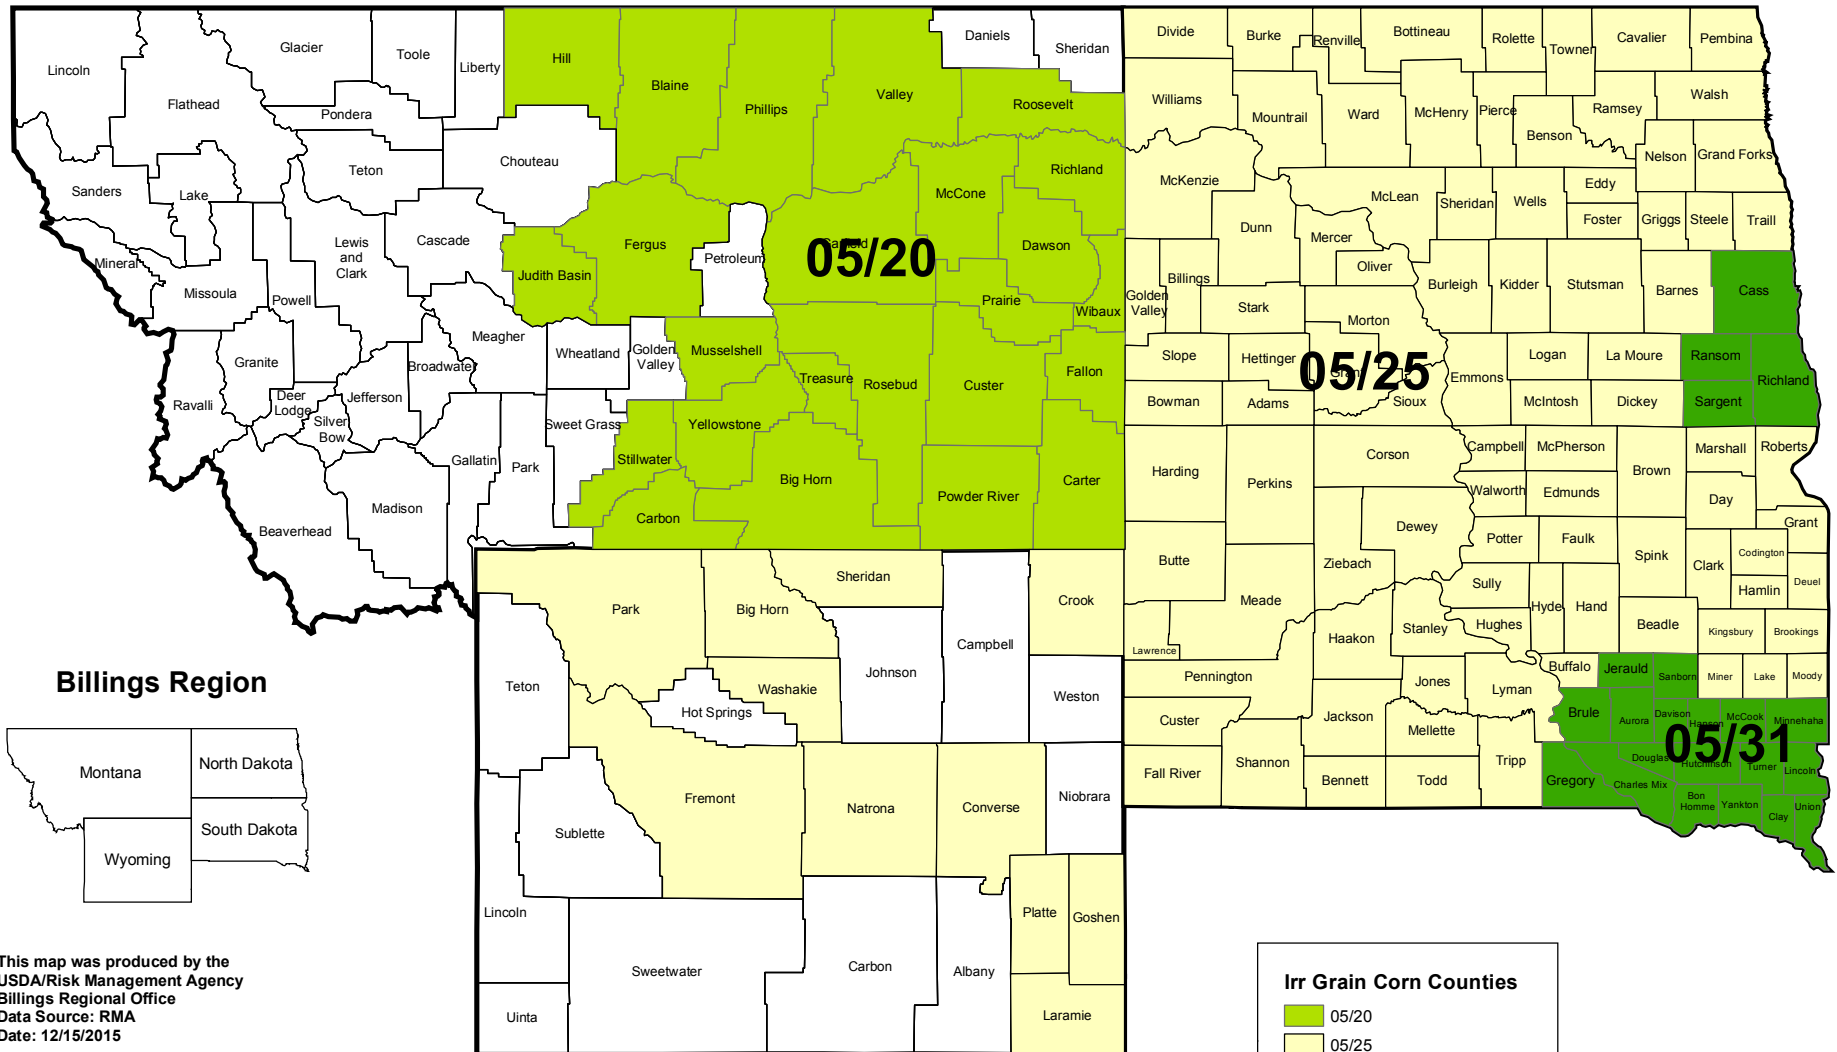 Lincoln
Glacier
Toole
Liberty
Hill
Blaine
Phillips
Valley
Daniels
Sheridan
Roosevelt
Flathead
Pondera
Teton
Chouteau
Sanders
Lake
Richland
McCone
Lewis
and
Clark
Cascade
Fergus
Judith Basin
Petroleum
Garfield
05/20
Dawson
Mineral
Missoula
Powell
Prairie
Wibaux
Meagher
Wheatland
Golden
Valley
Musselshell
Treasure
Rosebud
Custer
Fallon
Granite
Broadwater
Ravalli
Deer
Lodge
Jefferson
Silver
Bow
Sweet Grass
Yellowstone
Gallatin
Park
Stillwater
Big Horn
Powder River
Carter
Carbon
Madison
Beaverhead
Divide
Burke
Renville
Bottineau
Rolette
Towner
Cavalier
Pembina
Williams
Mountrail
Ward
McHenry
Pierce
Ramsey
Walsh
Benson
Nelson
Grand Forks
McKenzie
McLean
Sheridan
Wells
Eddy
Foster
Griggs
Steele
Traill
Dunn
Mercer
Oliver
Billings
Golden
Valley
Stark
Burleigh
Kidder
Stutsman
Barnes
Cass
Morton
Slope
Hettinger
Grant
05/25
Logan
La Moure
Ransom
Richland
Emmons
Bowman
Adams
Sioux
McIntosh
Dickey
Sargent
Harding
Perkins
Corson
Campbell
McPherson
Brown
Marshall
Roberts
Walworth
Edmunds
Day
Dewey
Potter
Faulk
Spink
Grant
Codington
Clark
Butte
Ziebach
Deuel
Hamlin
Meade
Sully
Hyde
Hand
Hughes
Stanley
Haakon
Beadle
Kingsbury
Brookings
Lawrence
Pennington
Buffalo
Jerauld
Sanborn
Miner
Lake
Moody
Jones
Lyman
Custer
Jackson
Mellette
Brule
Aurora
Davison
Hanson
McCook
Minnehaha
05/31
Fall River
Shannon
Bennett
Todd
Tripp
Gregory
Douglas
Hutchinson
Turner
Lincoln
Charles Mix
Bon
Homme
Yankton
Clay
Union
Park
Big Horn
Sheridan
Crook
Campbell
Johnson
Teton
Washakie
Hot Springs
Weston
Fremont
Natrona
Converse
Niobrara
Sublette
Lincoln
Platte
Goshen
Sweetwater
Carbon
Albany
Uinta
Laramie
Billings Region
Montana
North Dakota
South Dakota
Wyoming
This map was produced by the
USDA/Risk Management Agency
Billings Regional Office
Data Source: RMA
Date: 12/15/2015
Irr Grain Corn Counties
05/20
05/25